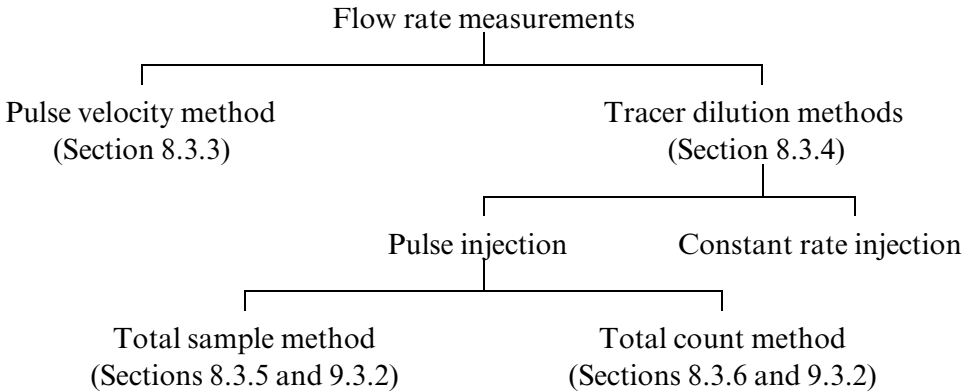 Flow rate measurements
Pulse velocity method
(Section 8.3.3)
Tracer dilution methods
(Section 8.3.4)
Pulse injection
Constant rate injection
Total sample method
(Sections 8.3.5 and 9.3.2)
Total count method
(Sections 8.3.6 and 9.3.2)